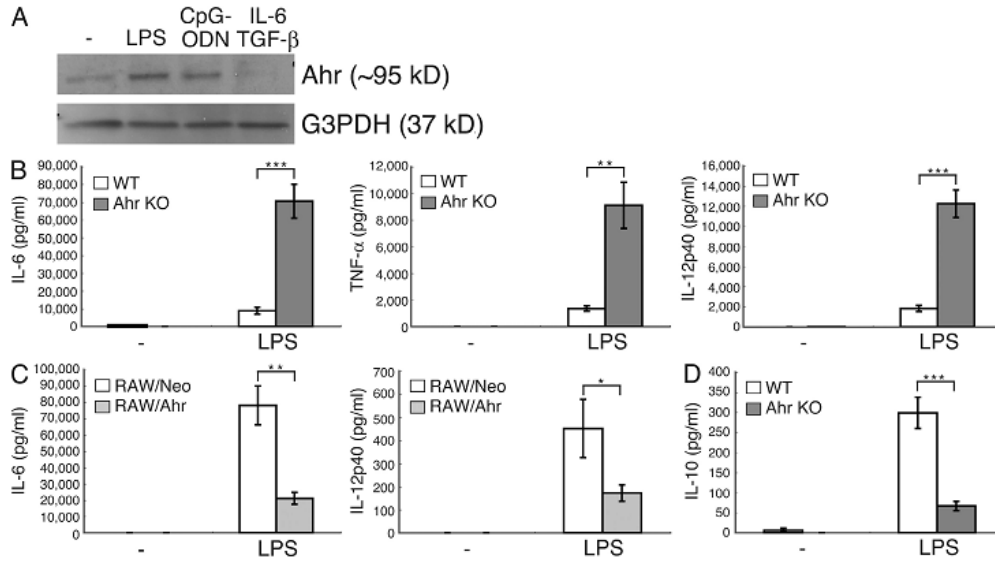 A
- LPS CpG-ODN IL-6 TGF-β
Ahr (~95 kD)
G3PDH (37 kD)
B
IL-6 (pg/ml)
90,000
80,000
70,000
60,000
50,000
40,000
30,000
20,000
10,000
0
WT
Ahr KO
***
- LPS
TNF-α (pg/ml)
12,000
10,000
8,000
6,000
4,000
2,000
0
WT
Ahr KO
**
- LPS
IL-12p40 (pg/ml)
16,000
14,000
12,000
10,000
8,000
6,000
4,000
2,000
0
WT
Ahr KO
***
- LPS
C
IL-6 (pg/ml)
100,000
90,000
80,000
70,000
60,000
50,000
40,000
30,000
20,000
10,000
0
RAW/Neo
RAW/Ahr
**
- LPS
IL-12p40 (pg/ml)
700
600
500
400
300
200
100
0
RAW/Neo
RAW/Ahr
*
- LPS
D
IL-10 (pg/ml)
400
350
300
250
200
150
100
50
0
WT
Ahr KO
***
- LPS